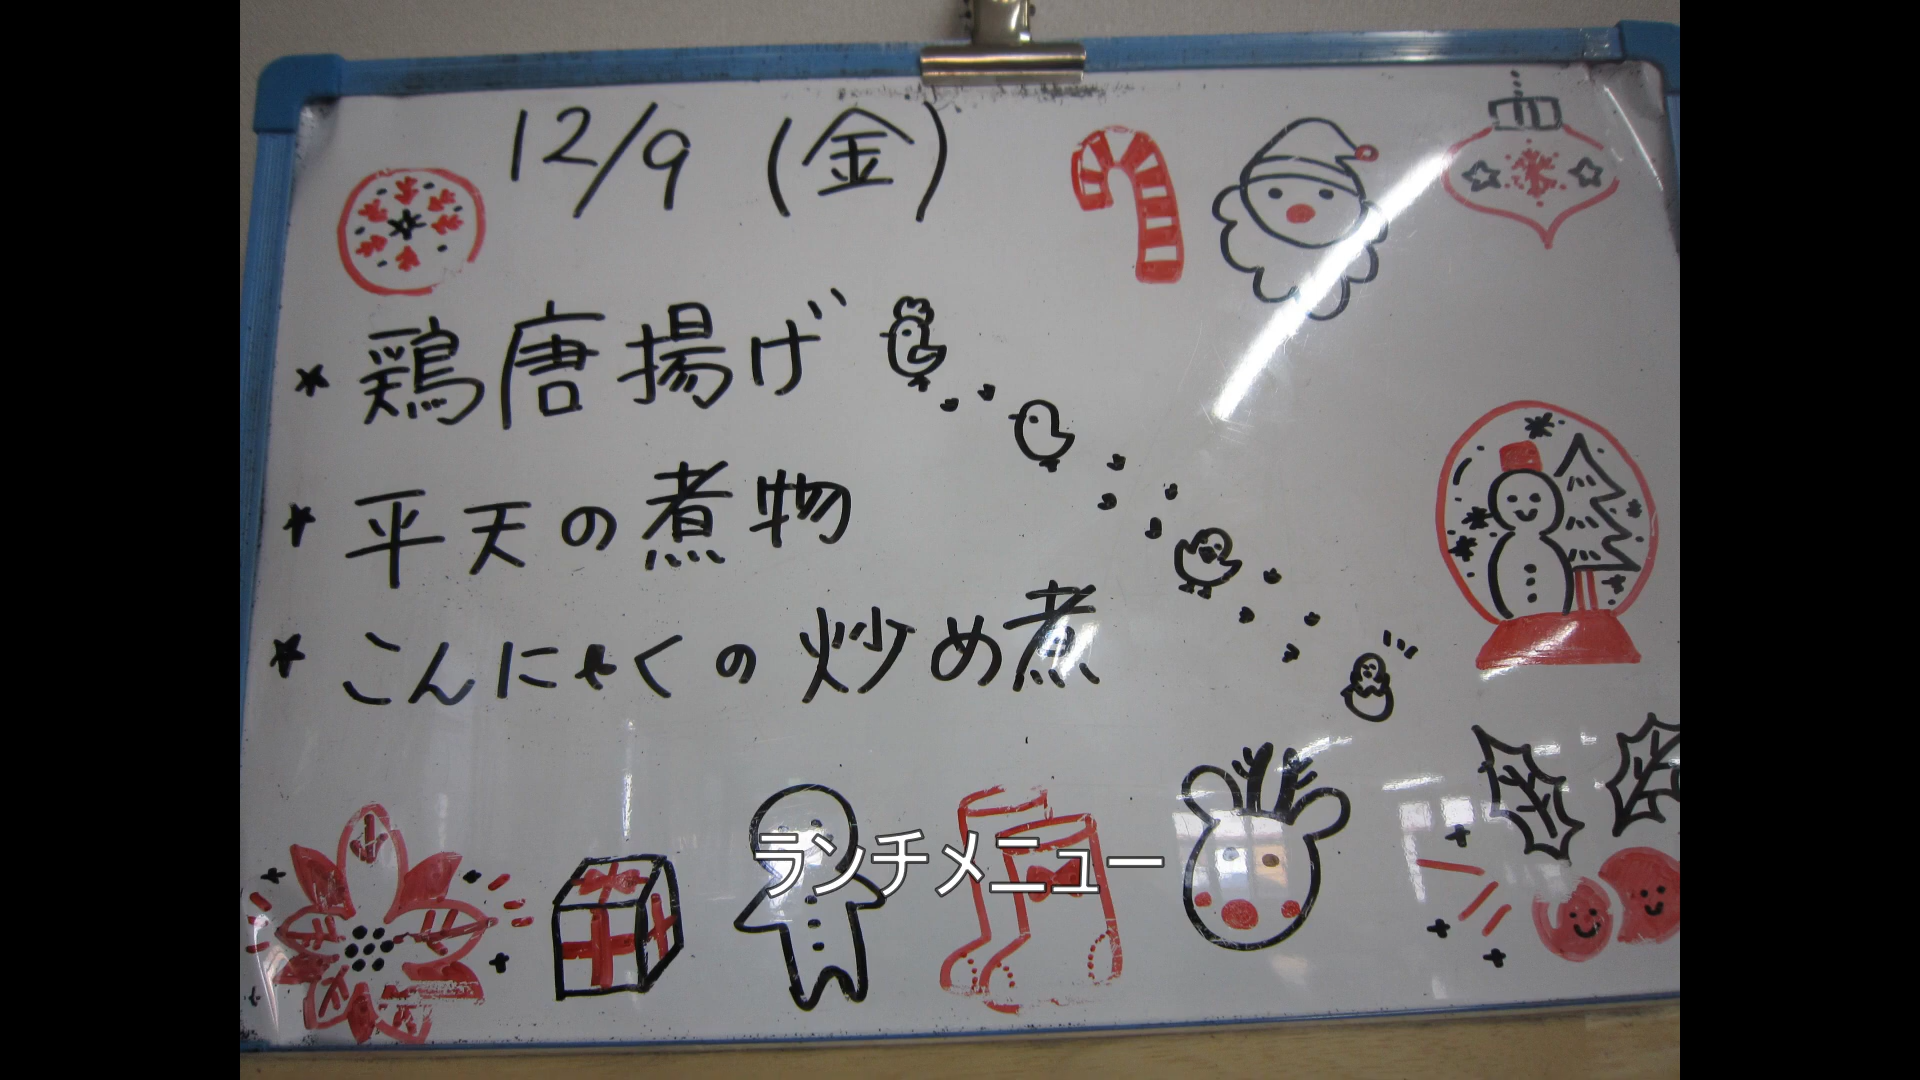 12/9 (金)
★ 鶏唐揚げ
★ 平天の煮物
★ こんにゃくの炒め煮
ランチメニュー